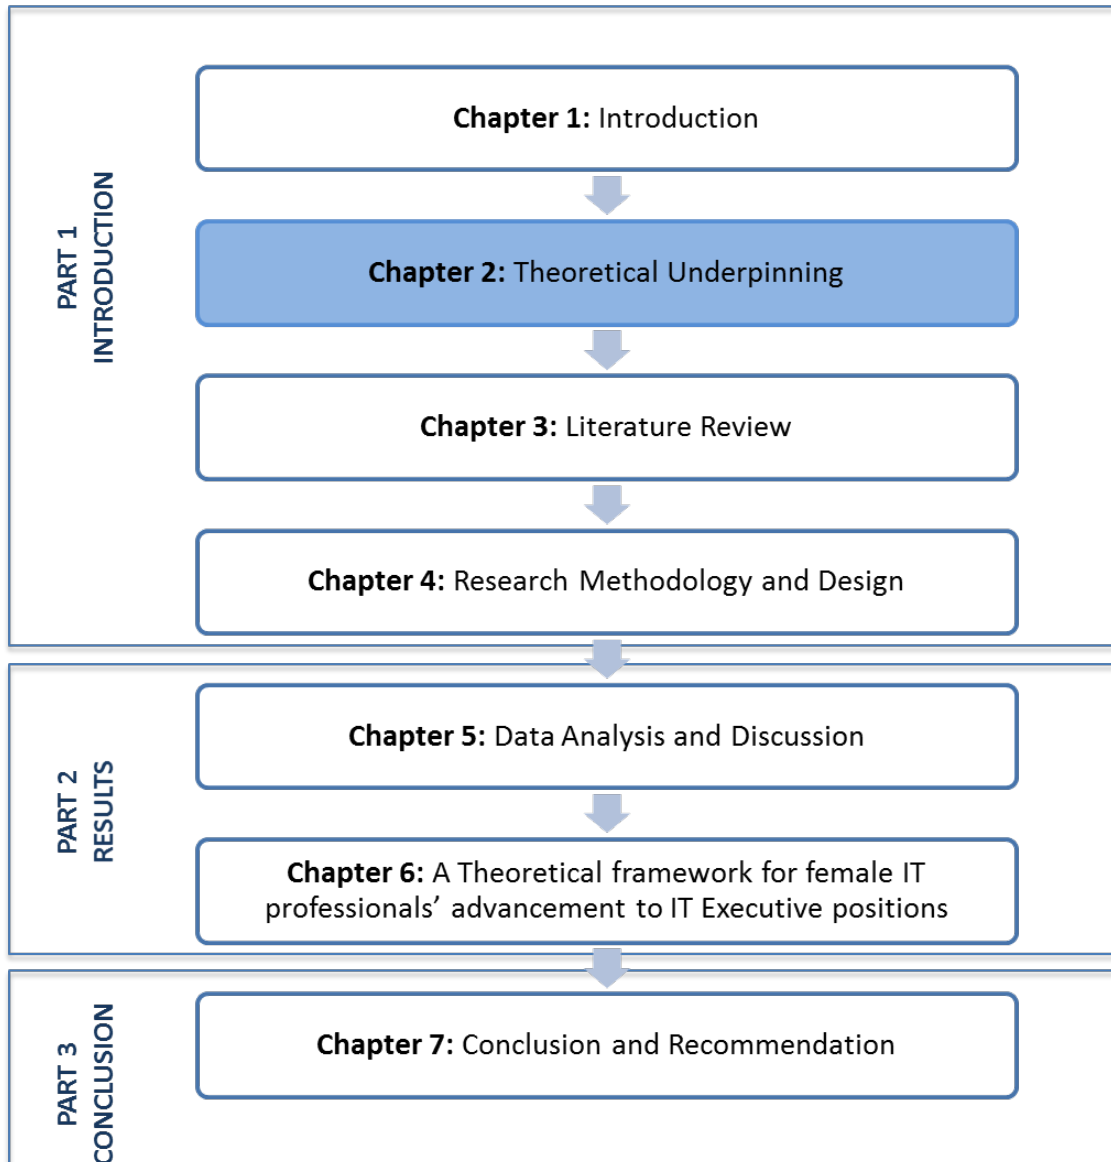 PART 1
INTRODUCTION
Chapter 1: Introduction
Chapter 2: Theoretical Underpinning
Chapter 3: Literature Review
Chapter 4: Research Methodology and Design
PART 2
RESULTS
Chapter 5: Data Analysis and Discussion
Chapter 6: A Theoretical framework for female IT
professionals’ advancement to IT Executive positions
PART 3
CONCLUSION
Chapter 7: Conclusion and Recommendation